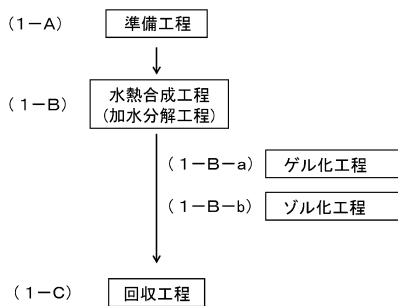 (1-A) 準備工程
(1-B) 水熱合成工程
(加水分解工程)
(1-B-a) ゲル化工程
(1-B-b) ゾル化工程
(1-C) 回収工程